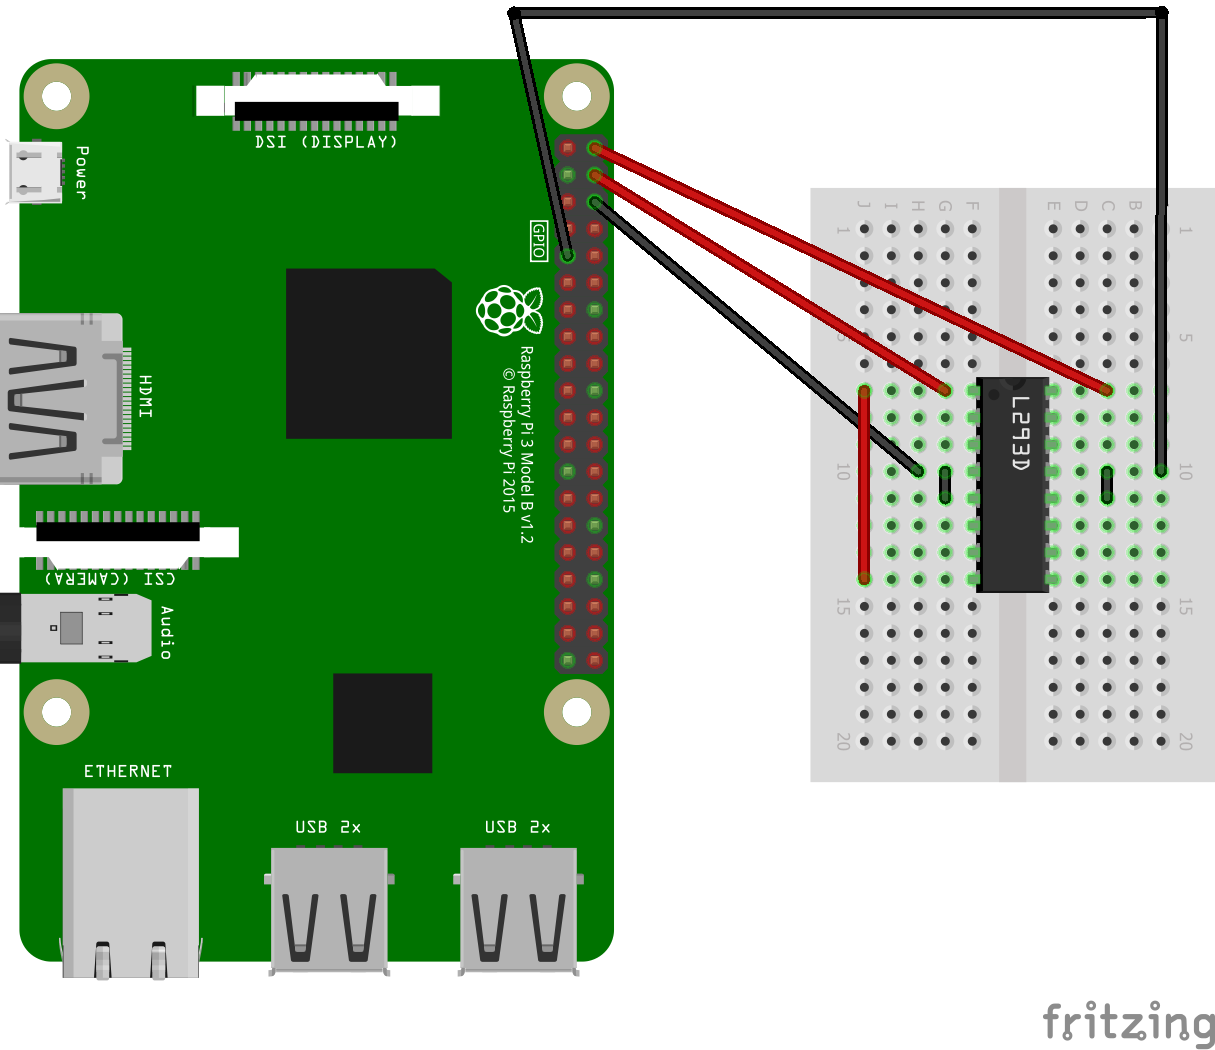 DSI (DISPLAY)
Power
GPIO
Raspberry Pi 3 Model B v1.2
© Raspberry Pi 2015
HDMI
CSI (CAMERA)
Audio
ETHERNET
USB 2x
USB 2x
J I H G F E D C B
1 1
5 5
L293D
10 10
15 15
20 20
fritzing